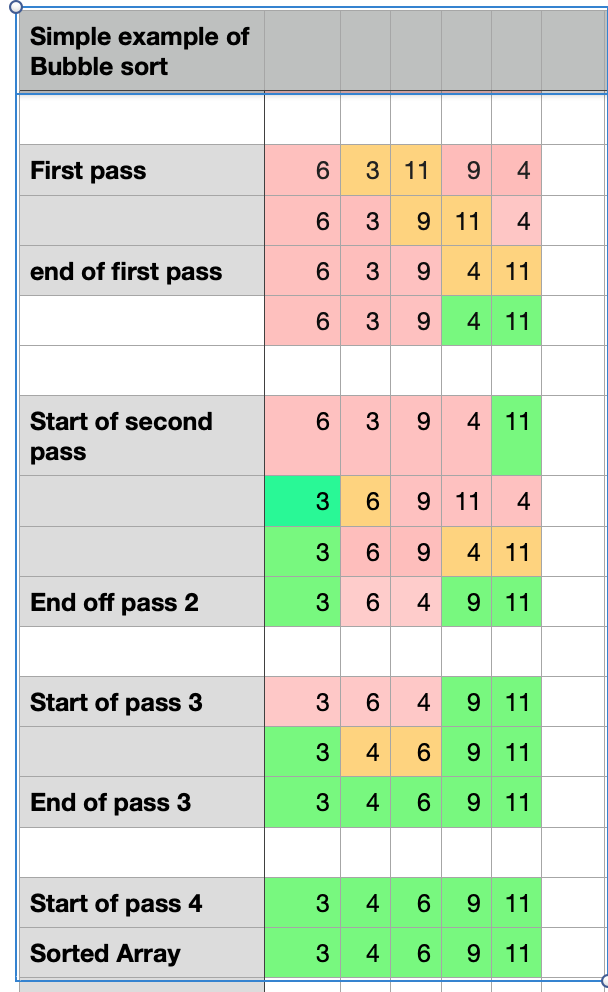 Simple example of
Bubble sort
First pass 6 3 11 9 4
6 3 9 11 4
end of first pass 6 3 9 4 11
6 3 9 4 11
Start of second 6 3 9 4 11
pass
3 6 9 11 4
3 6 9 4 11
End off pass 2 3 6 4 9 11
Start of pass 3 3 6 4 9 11
3 4 6 9 11
End of pass 3 3 4 6 9 11
Start of pass 4 3 4 6 9 11
Sorted Array 3 4 6 9 11